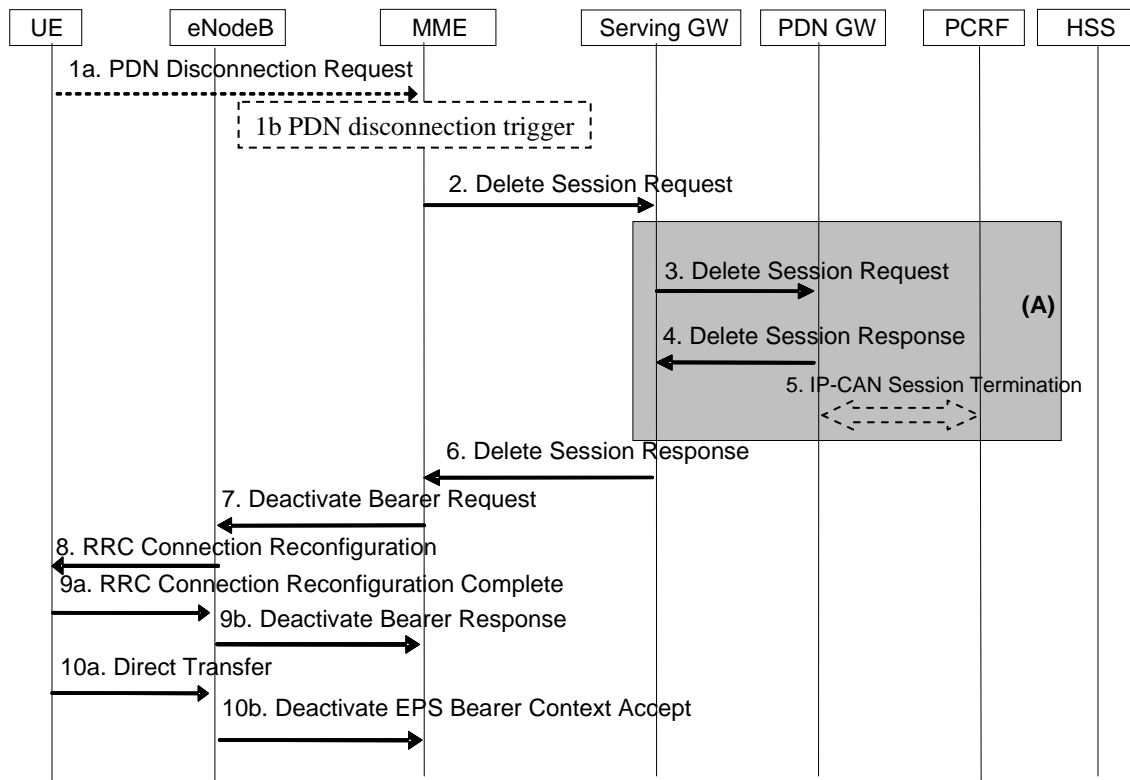 UE eNodeB MME Serving GW PDN GW PCRF HSS
1a. PDN Disconnection Request
1b PDN disconnection trigger
2. Delete Session Request
3. Delete Session Request
(A)
4. Delete Session Response
5. IP-CAN Session Termination
6. Delete Session Response
7. Deactivate Bearer Request
8. RRC Connection Reconfiguration
9a. RRC Connection Reconfiguration Complete
9b. Deactivate Bearer Response
10a. Direct Transfer
10b. Deactivate EPS Bearer Context Accept